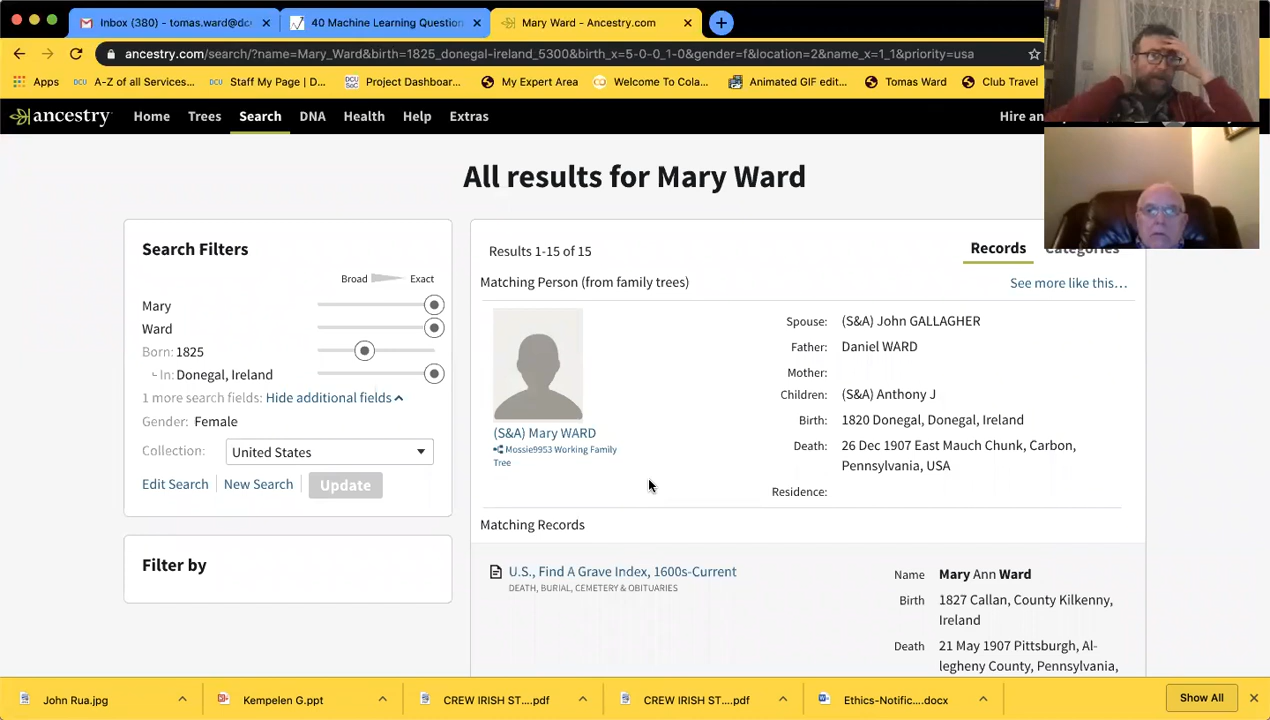 Inbox (380) - tomas.ward@dc
40 Machine Learning Question
Mary Ward - Ancestry.com
ancestry.com/search/?name=Mary_Ward&birth=1825_donegal-ireland_5300&birth_x=5-0-0_1-0&gender=f&location=2&name_x=1_1&priority=usa
Apps DCU A-Z of all Services... DCU Staff My Page | D... DCU SoC Project Dashboar... My Expert Area Welcome To Cola... Animated GIF edit... Tomas Ward Club Travel
ancestry Home Trees Search DNA Health Help Extras Hire an
All results for Mary Ward
Search Filters
Broad Exact
Mary
Ward
Born: 1825
In: Donegal, Ireland
1 more search fields: Hide additional fields
Gender: Female
Collection: United States
Edit Search New Search Update
Filter by
Results 1-15 of 15
Records Categories
Matching Person (from family trees) See more like this...
(S&A) Mary WARD
Mossie9953 Working Family
Tree
Spouse: (S&A) John GALLAGHER
Father: Daniel WARD
Mother:
Children: (S&A) Anthony J
Birth: 1820 Donegal, Donegal, Ireland
Death: 26 Dec 1907 East Mauch Chunk, Carbon,
Pennsylvania, USA
Residence:
Matching Records
U.S., Find A Grave Index, 1600s-Current
DEATH, BURIAL, CEMETERY & OBITUARIES
Name Mary Ann Ward
Birth 1827 Callan, County Kilkenny,
Ireland
Death 21 May 1907 Pittsburgh, Al-
legheny County, Pennsylvania,
John Rua.jpg Kempelen G.ppt CREW IRISH ST....pdf CREW IRISH ST....pdf Ethics-Notific....docx Show All